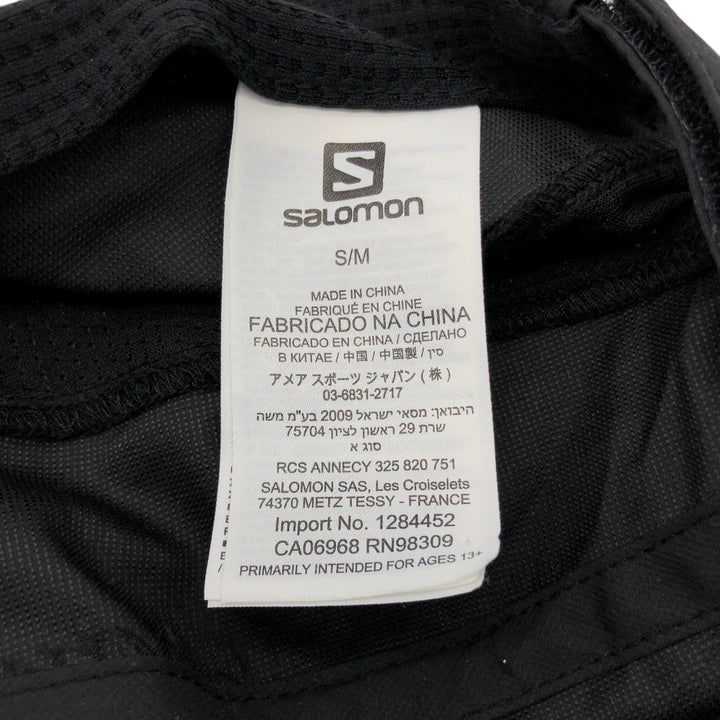 S
SALOMON
S/M
MADE IN CHINA
FABRIQUÉ EN CHINE
FABRICADO NA CHINA
FABRICADO EN CHINA / СДЕЛАНО
В КИТАЕ / 中国 / 中国製 / סין
アメア スポーツ ジャパン ( 株 )
03-6831-2717
היבואן: מסאי ישראל 2009 בע"מ משה
שרת 29 ראשון לציון 75704
סוג א
RCS ANNECY 325 820 751
SALOMON SAS, Les Croiselets
74370 METZ TESSY - FRANCE
Import No. 1284452
CA06968 RN98309
PRIMARILY INTENDED FOR AGES 13+